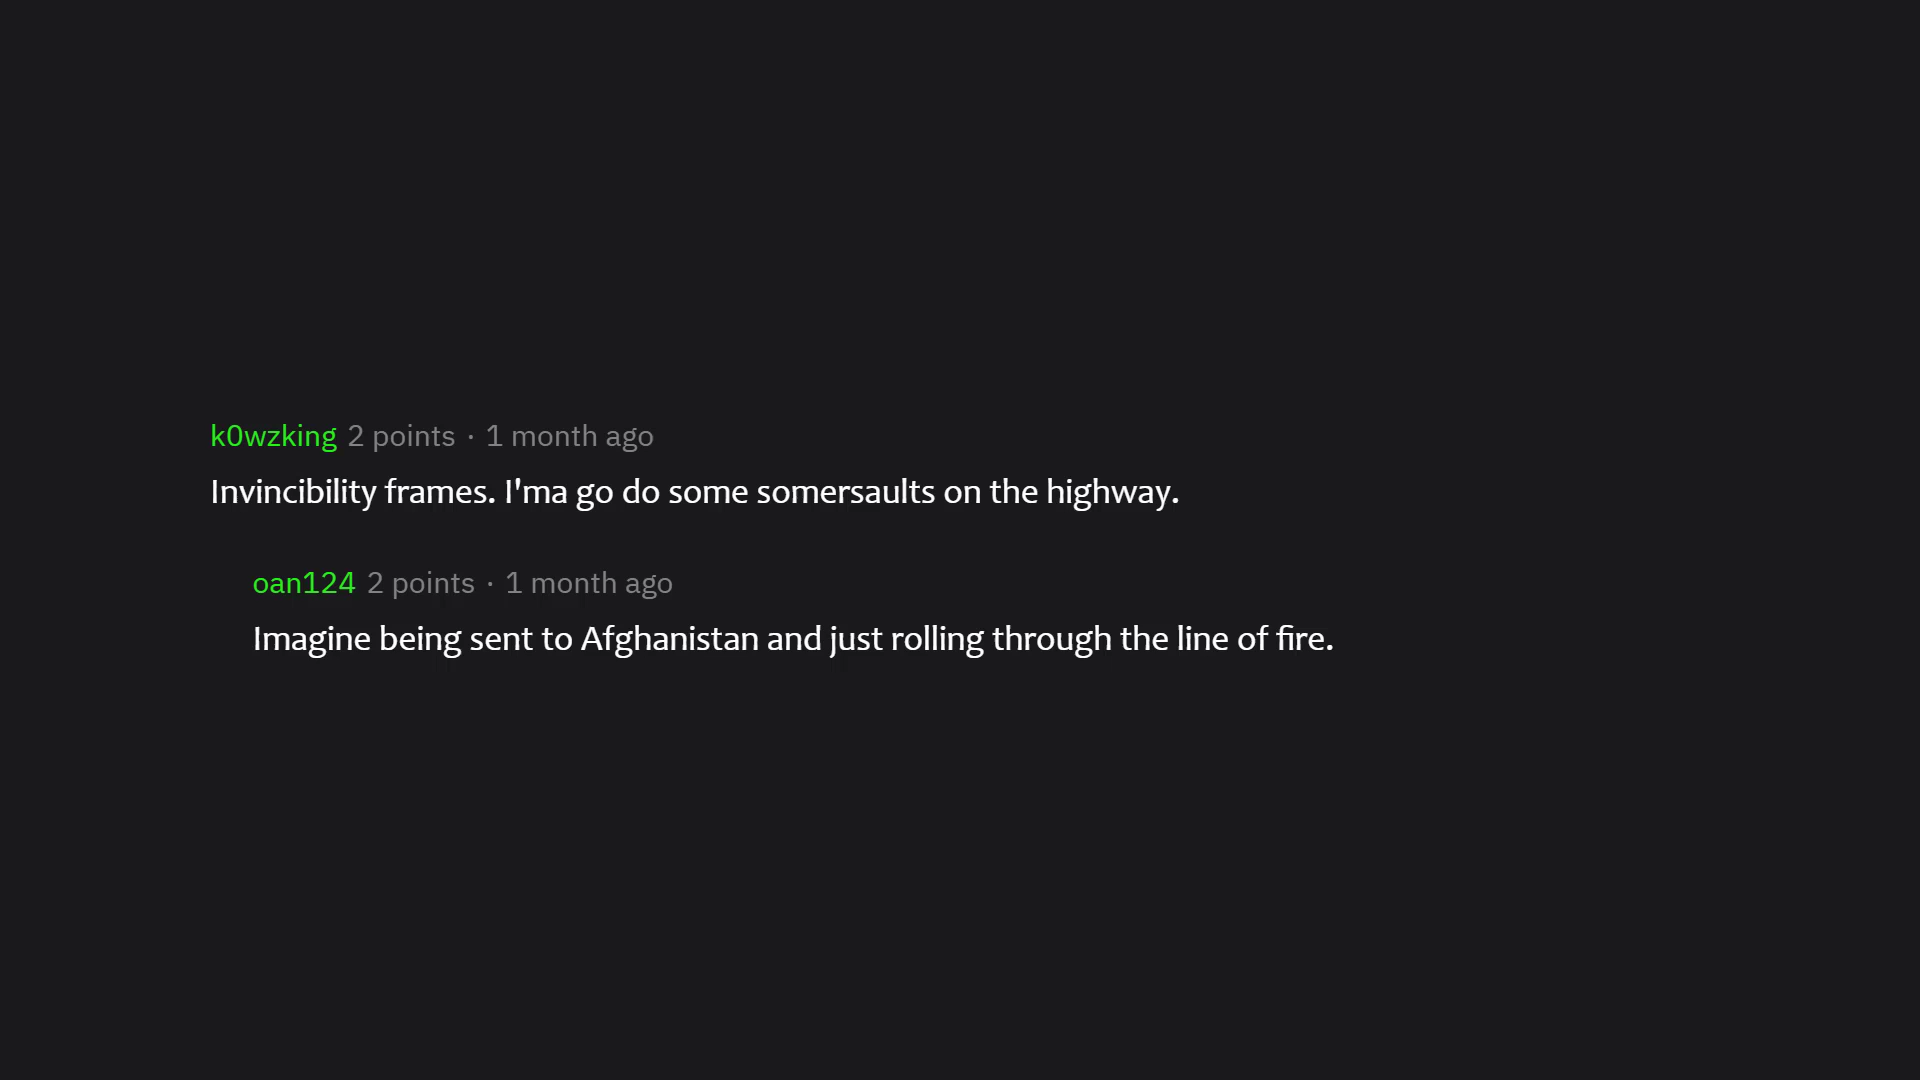 k0wzking 2 points · 1 month ago
Invincibility frames. I'ma go do some somersaults on the highway.
oan124 2 points · 1 month ago
Imagine being sent to Afghanistan and just rolling through the line of fire.